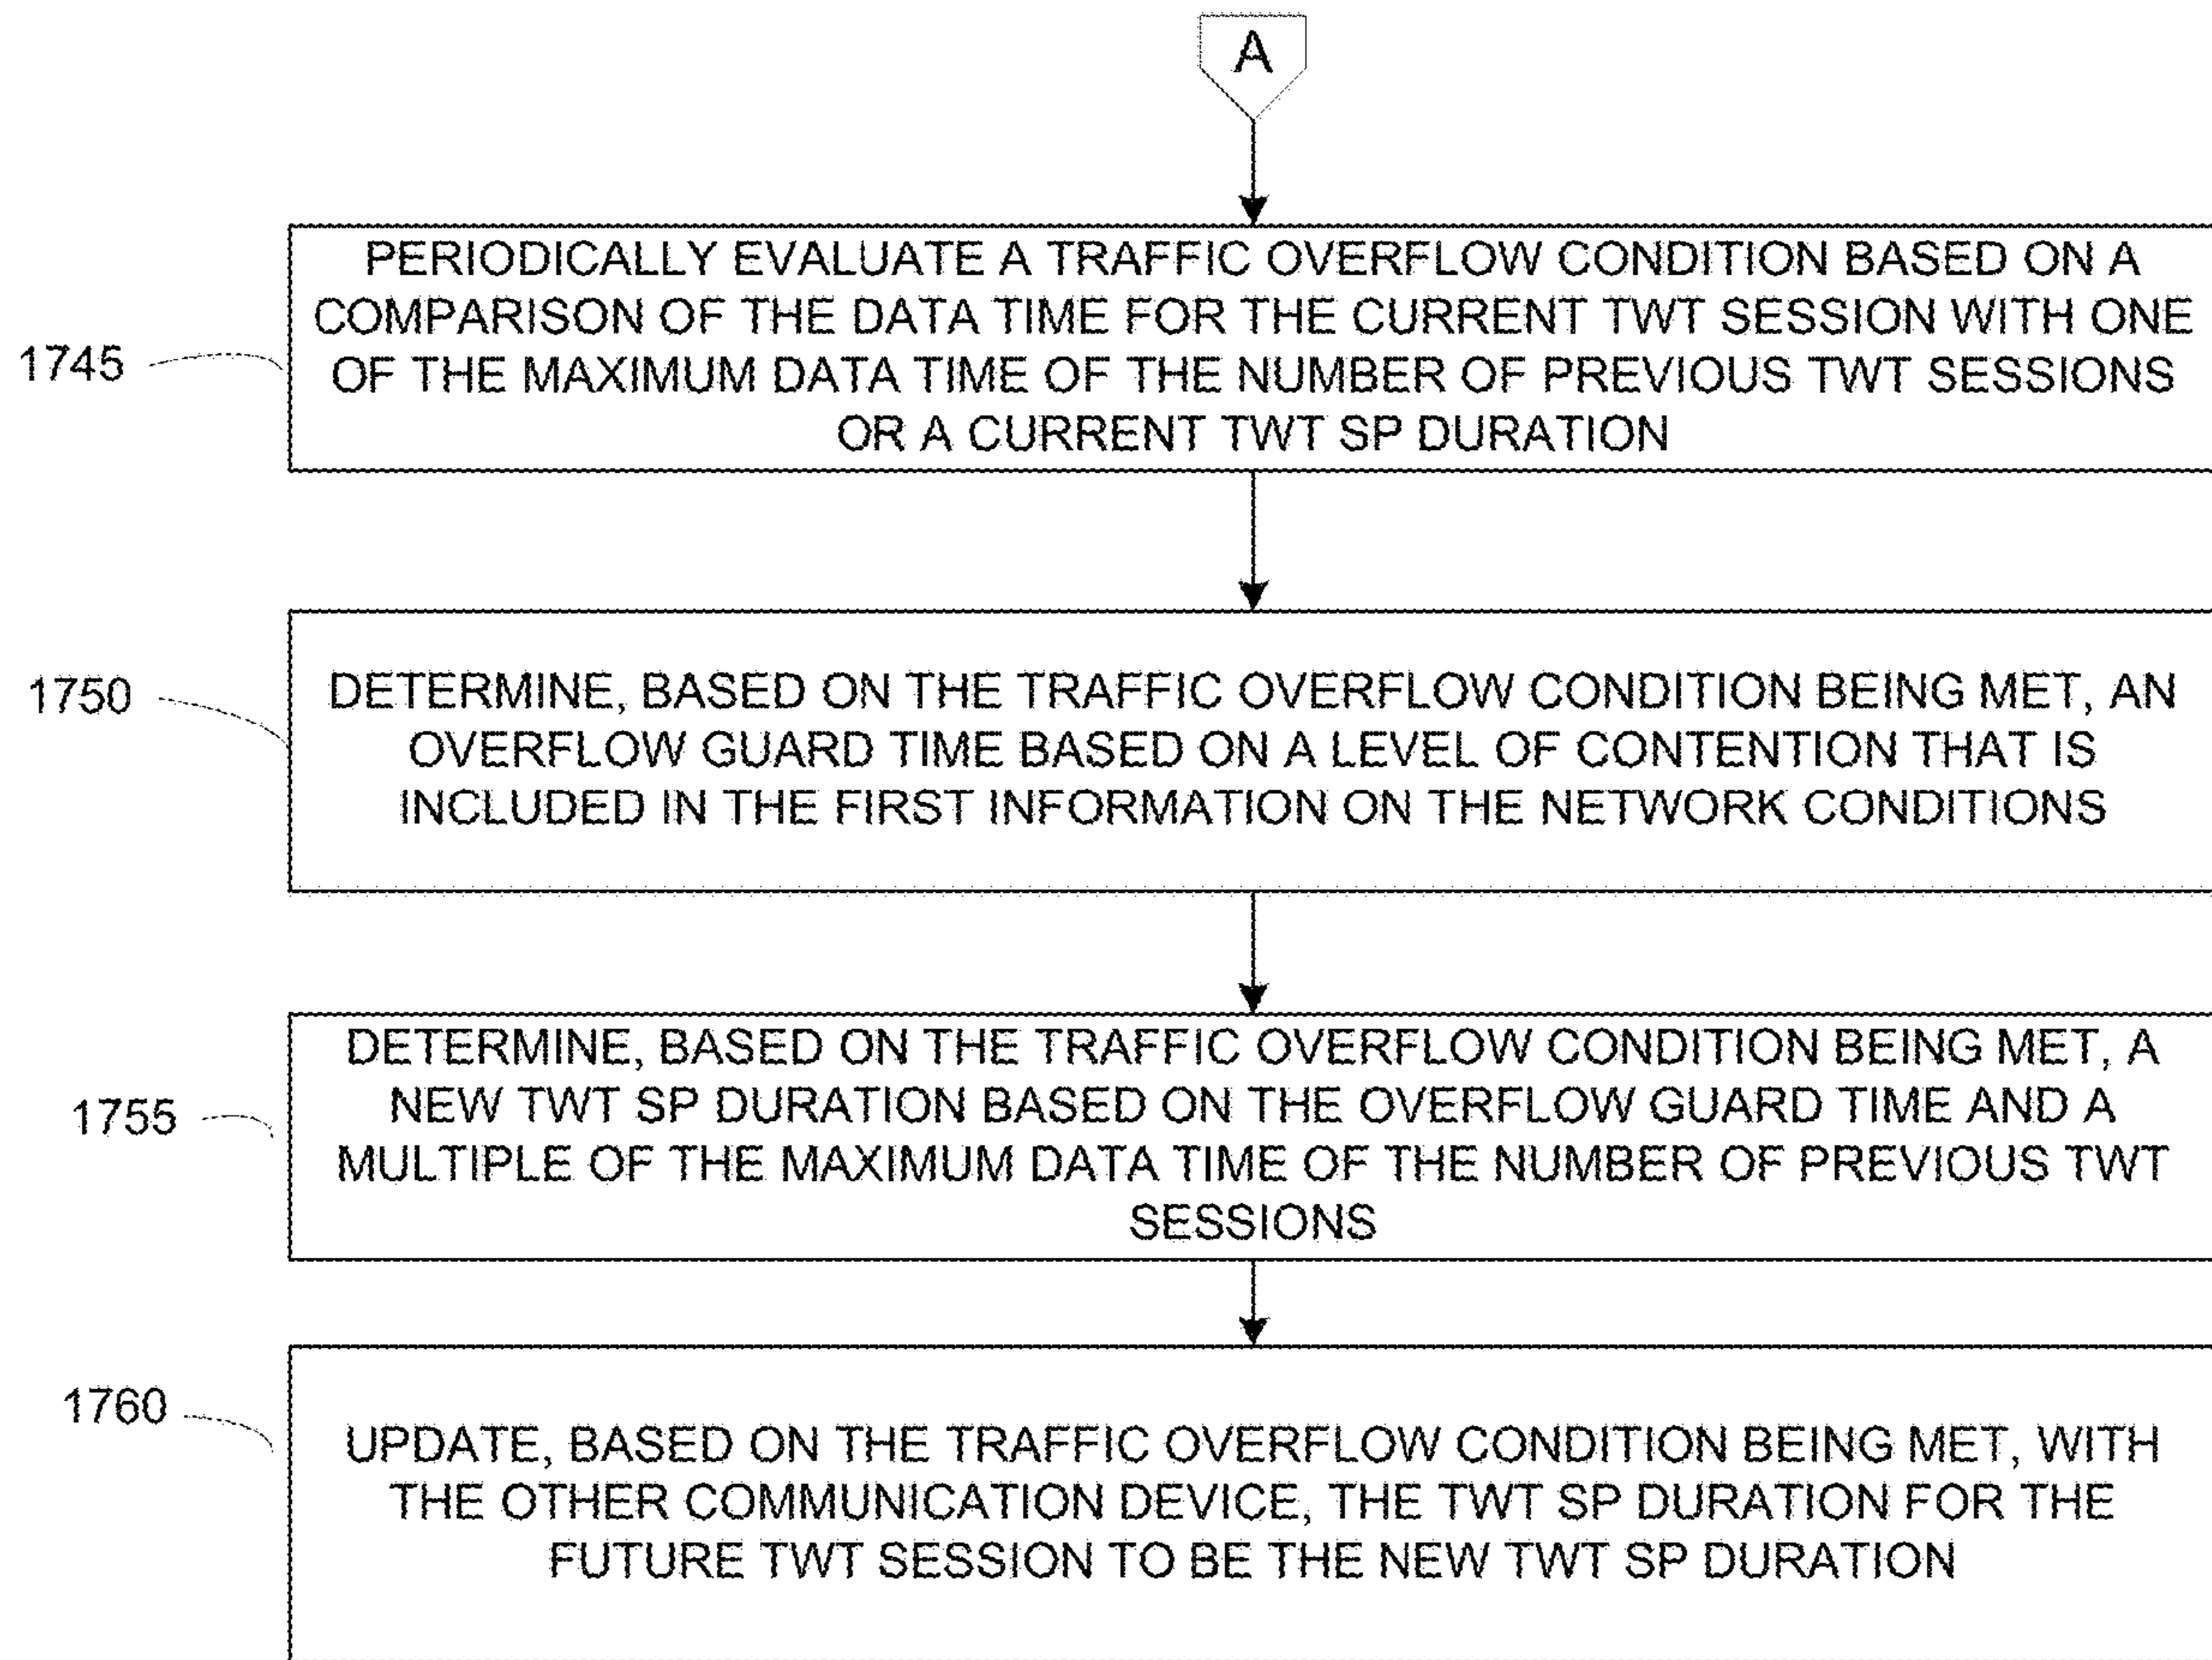 A
1745
PERIODICALLY EVALUATE A TRAFFIC OVERFLOW CONDITION BASED ON A
COMPARISON OF THE DATA TIME FOR THE CURRENT TWT SESSION WITH ONE
OF THE MAXIMUM DATA TIME OF THE NUMBER OF PREVIOUS TWT SESSIONS
OR A CURRENT TWT SP DURATION
1750
DETERMINE, BASED ON THE TRAFFIC OVERFLOW CONDITION BEING MET, AN
OVERFLOW GUARD TIME BASED ON A LEVEL OF CONTENTION THAT IS
INCLUDED IN THE FIRST INFORMATION ON THE NETWORK CONDITIONS
1755
DETERMINE, BASED ON THE TRAFFIC OVERFLOW CONDITION BEING MET, A
NEW TWT SP DURATION BASED ON THE OVERFLOW GUARD TIME AND A
MULTIPLE OF THE MAXIMUM DATA TIME OF THE NUMBER OF PREVIOUS TWT
SESSIONS
1760
UPDATE, BASED ON THE TRAFFIC OVERFLOW CONDITION BEING MET, WITH
THE OTHER COMMUNICATION DEVICE, THE TWT SP DURATION FOR THE
FUTURE TWT SESSION TO BE THE NEW TWT SP DURATION